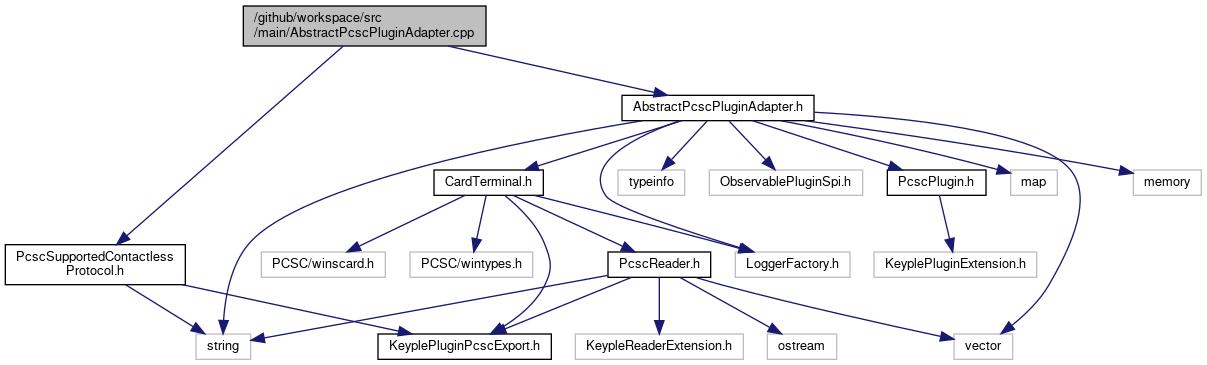 /github/workspace/src
/main/AbstractPcscPluginAdapter.cpp
AbstractPcscPluginAdapter.h
CardTerminal.h
typeinfo
ObservablePluginSpi.h
PcscPlugin.h
map
memory
PcscSupportedContactless
Protocol.h
PCSC/winscard.h
PCSC/wintypes.h
PcscReader.h
LoggerFactory.h
KeyplePluginExtension.h
string
KeyplePluginPcscExport.h
KeypleReaderExtension.h
ostream
vector